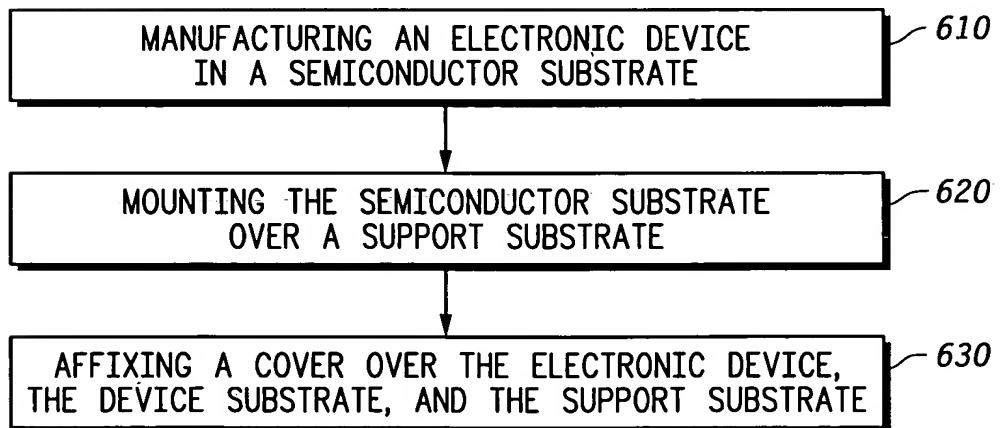 MANUFACTURING AN ELECTRONIC DEVICE
IN A SEMICONDUCTOR SUBSTRATE
610
MOUNTING THE SEMICONDUCTOR SUBSTRATE
OVER A SUPPORT SUBSTRATE
620
AFFIXING A COVER OVER THE ELECTRONIC DEVICE,
THE DEVICE SUBSTRATE, AND THE SUPPORT SUBSTRATE
630